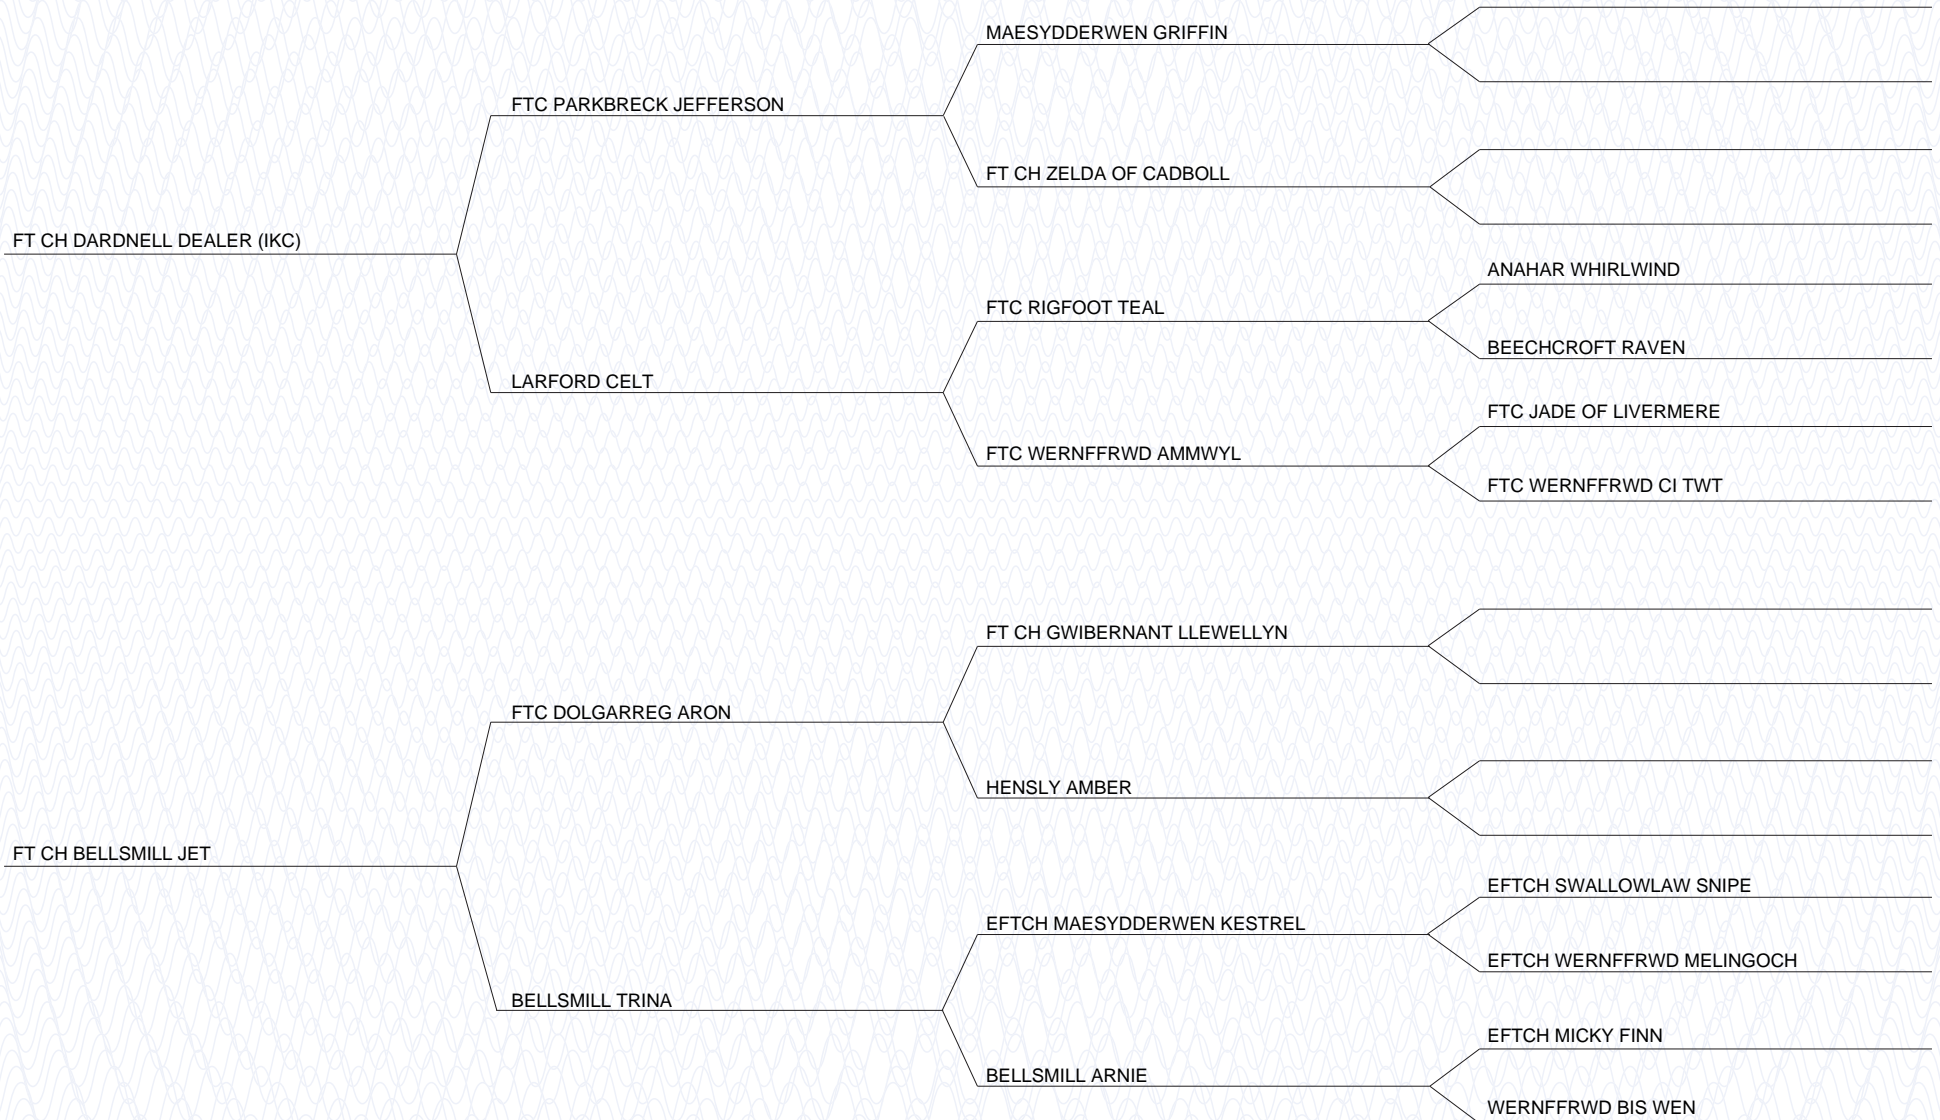 MAESYDDERWEN GRIFFIN
FTC PARKBRECK JEFFERSON
FT CH ZELDA OF CADBOLL
FT CH DARDNELL DEALER (IKC)
ANAHAR WHIRLWIND
FTC RIGFOOT TEAL
BEECHCROFT RAVEN
LARFORD CELT
FTC JADE OF LIVERMERE
FTC WERNFFRWD AMMWYL
FTC WERNFFRWD CI TWT
FT CH GWIBERNANT LLEWELLYN
FTC DOLGARREG ARON
HENSLY AMBER
FT CH BELLSMILL JET
EFTCH SWALLOWLAW SNIPE
EFTCH MAESYDDERWEN KESTREL
EFTCH WERNFFRWD MELINGOCH
BELLSMILL TRINA
EFTCH MICKY FINN
BELLSMILL ARNIE
WERNFFRWD BIS WEN